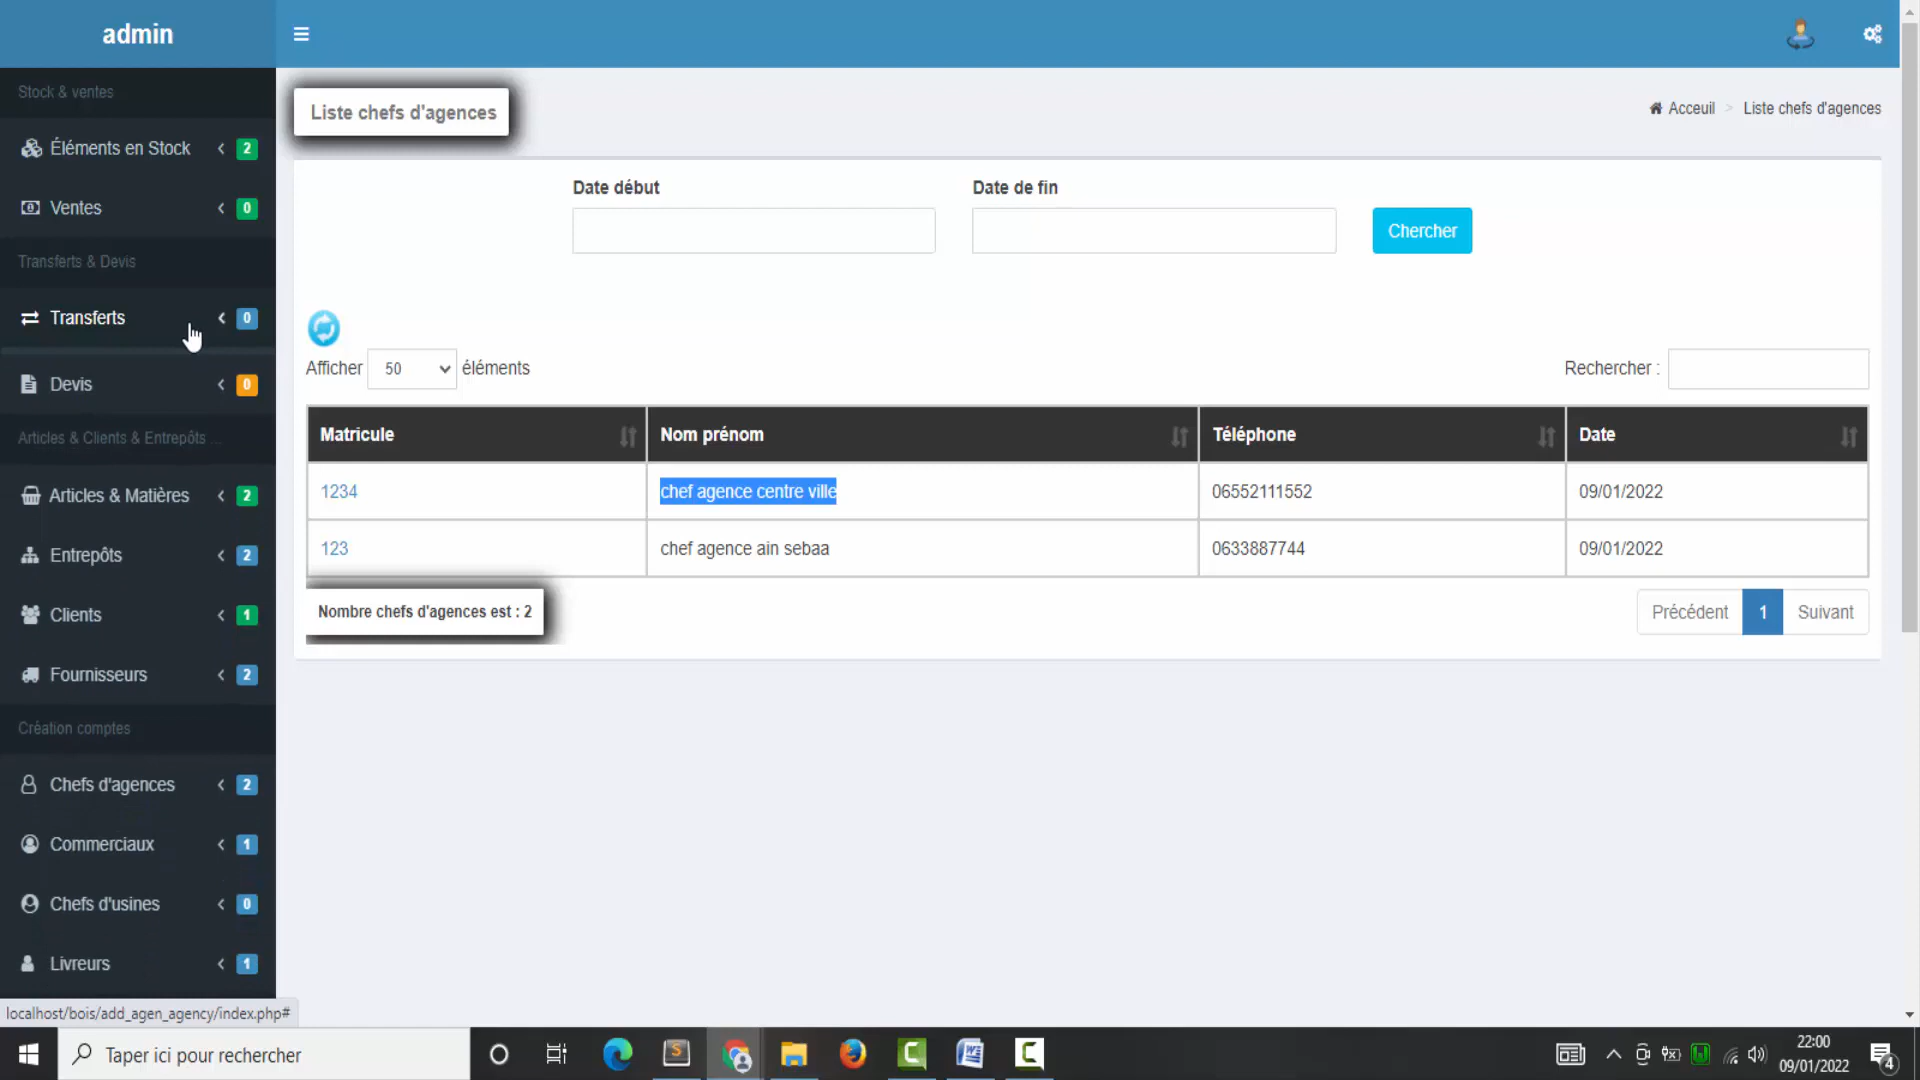 admin
Stock & ventes
Éléments en Stock 2
Ventes 0
Transferts & Devis
Transferts 0
Devis 0
Articles & Clients & Entrepôts ...
Articles & Matières 2
Entrepôts 2
Clients 1
Fournisseurs 2
Création comptes
Chefs d'agences 2
Commerciaux 1
Chefs d'usines 0
Livreurs 1
Liste chefs d'agences
Acceuil > Liste chefs d'agences
Date début Date de fin
Chercher
Afficher 50 éléments
Rechercher :
Matricule Nom prénom Téléphone Date
1234 chef agence centre ville 06552111552 09/01/2022
123 chef agence ain sebaa 0633887744 09/01/2022
Nombre chefs d'agences est : 2
Précédent 1 Suivant
localhost/bois/add_agen_agency/index.php#
Taper ici pour rechercher
22:00
09/01/2022
4